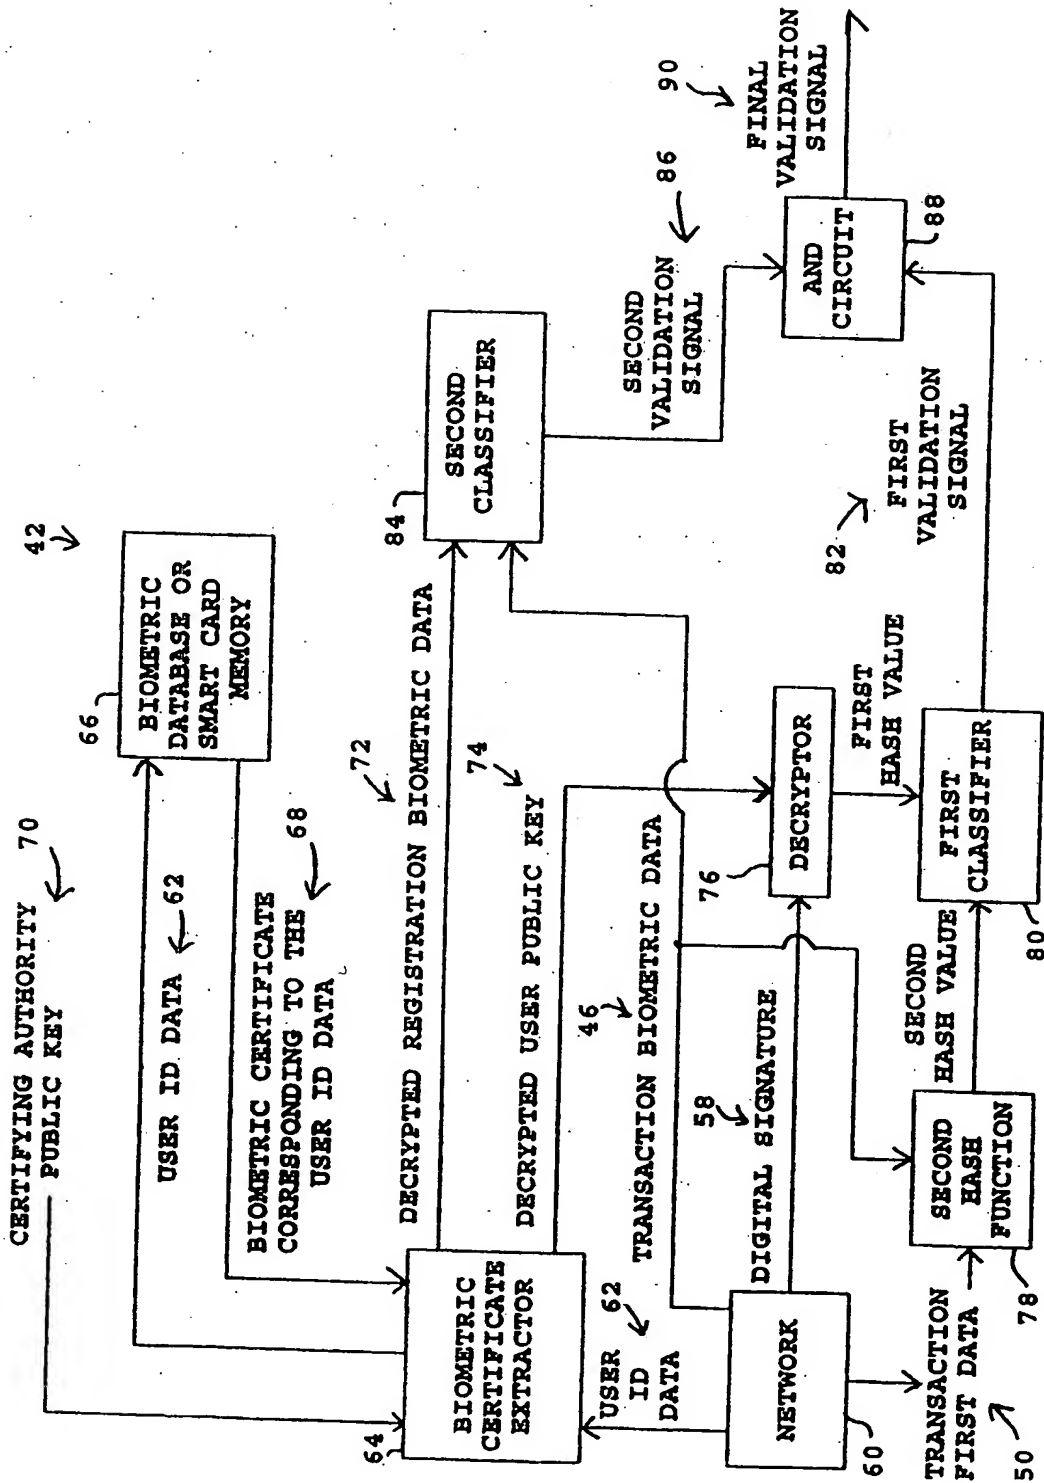 42
CERTIFYING AUTHORITY
PUBLIC KEY
70
USER ID DATA
62
66
BIOMETRIC
DATABASE OR
SMART CARD
MEMORY
BIOMETRIC CERTIFICATE
CORRESPONDING TO THE
USER ID DATA
68
64
BIOMETRIC
CERTIFICATE
EXTRACTOR
DECRYPTED REGISTRATION BIOMETRIC DATA
72
DECRYPTED USER PUBLIC KEY
74
84
SECOND
CLASSIFIER
USER
ID
DATA
62
46
TRANSACTION BIOMETRIC DATA
SECOND
VALIDATION
SIGNAL
86
58
DIGITAL SIGNATURE
76
DECRYPTOR
NETWORK
60
AND
CIRCUIT
88
FINAL
VALIDATION
SIGNAL
90
FIRST
HASH VALUE
82
FIRST
VALIDATION
SIGNAL
SECOND
HASH VALUE
SECOND
HASH
FUNCTION
78
FIRST
CLASSIFIER
80
TRANSACTION
FIRST DATA
50